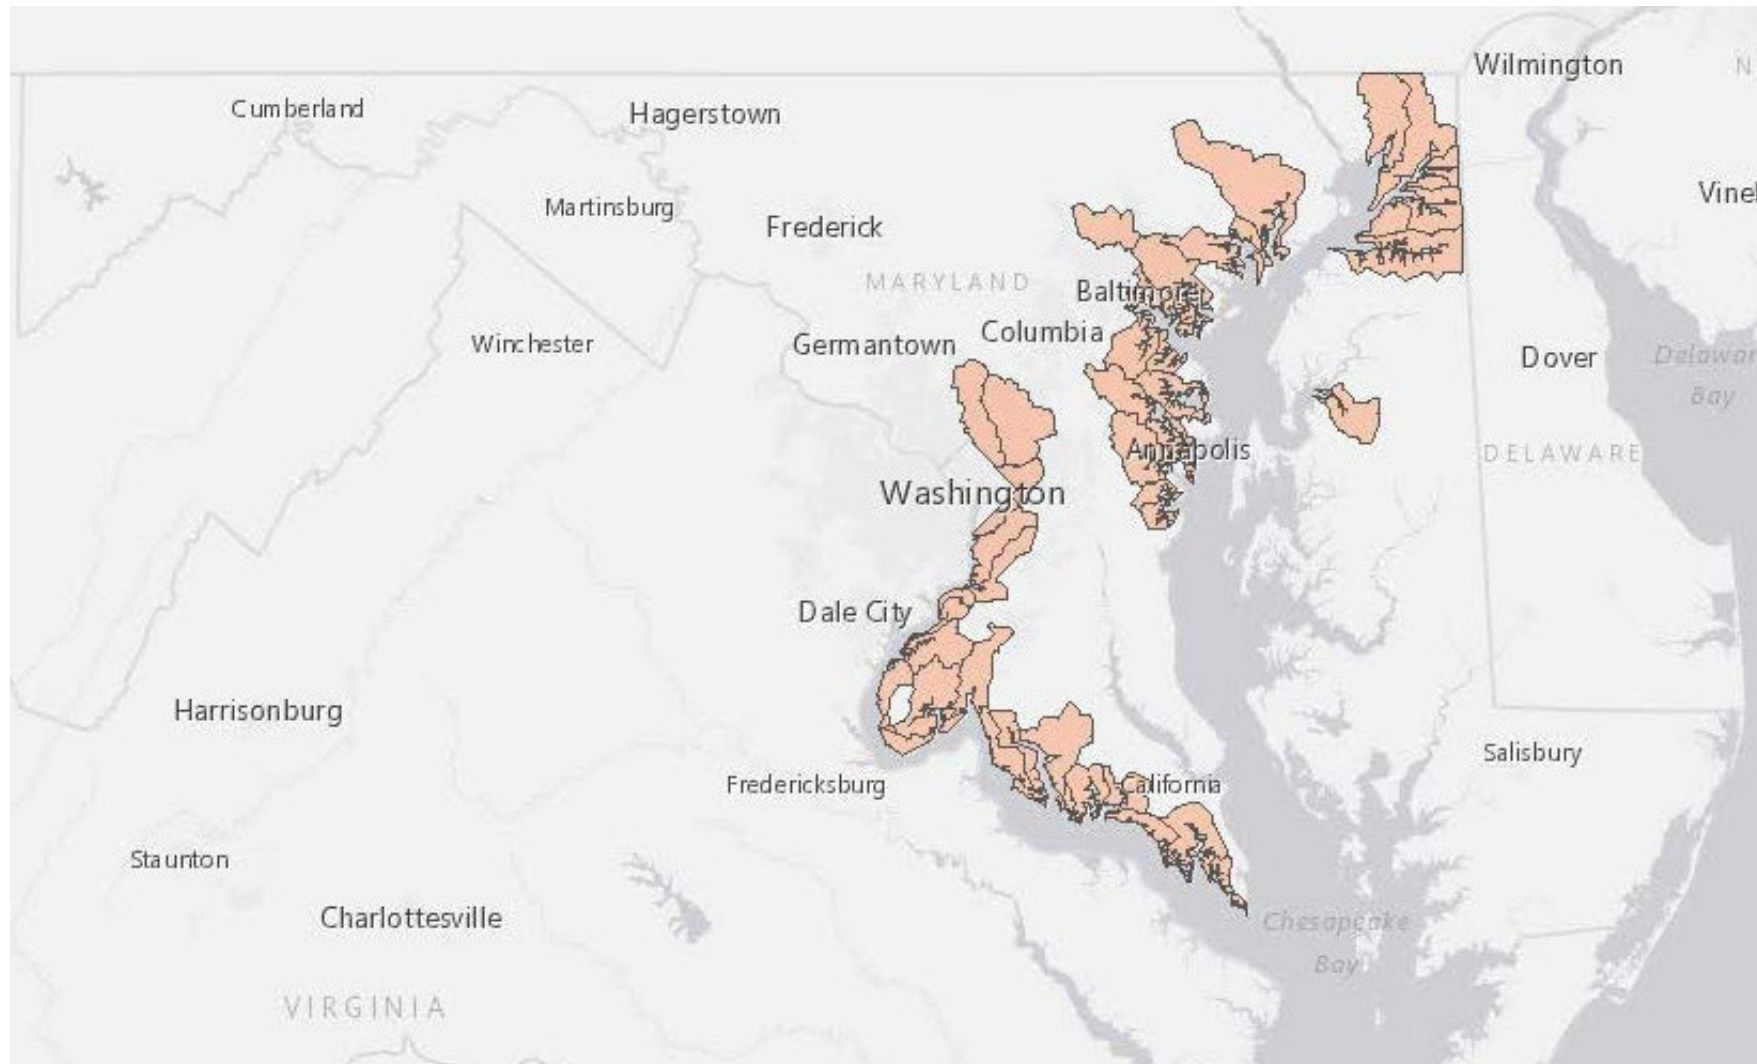 Wilmington
N
Cumberland
Hagerstown
Vinel
Martinsburg
Frederick
MARYLAND
Baltimore
Columbia
Winchester
Germantown
Dover
Delawar
Bay
Annapolis
DELAWARE
Washington
Dale City
Harrisonburg
Salisbury
Fredericksburg
California
Staunton
Charlottesville
Chesapeake
Bay
VIRGINIA